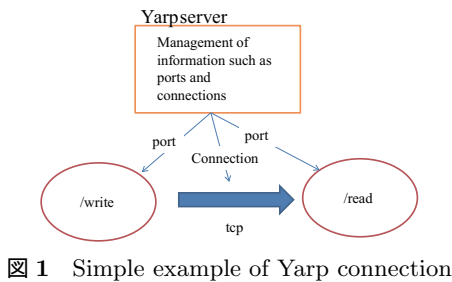 Yarpserver
Management of
information such as
ports and
connections
port
port
Connection
/write
/read
tcp
図 1 Simple example of Yarp connection